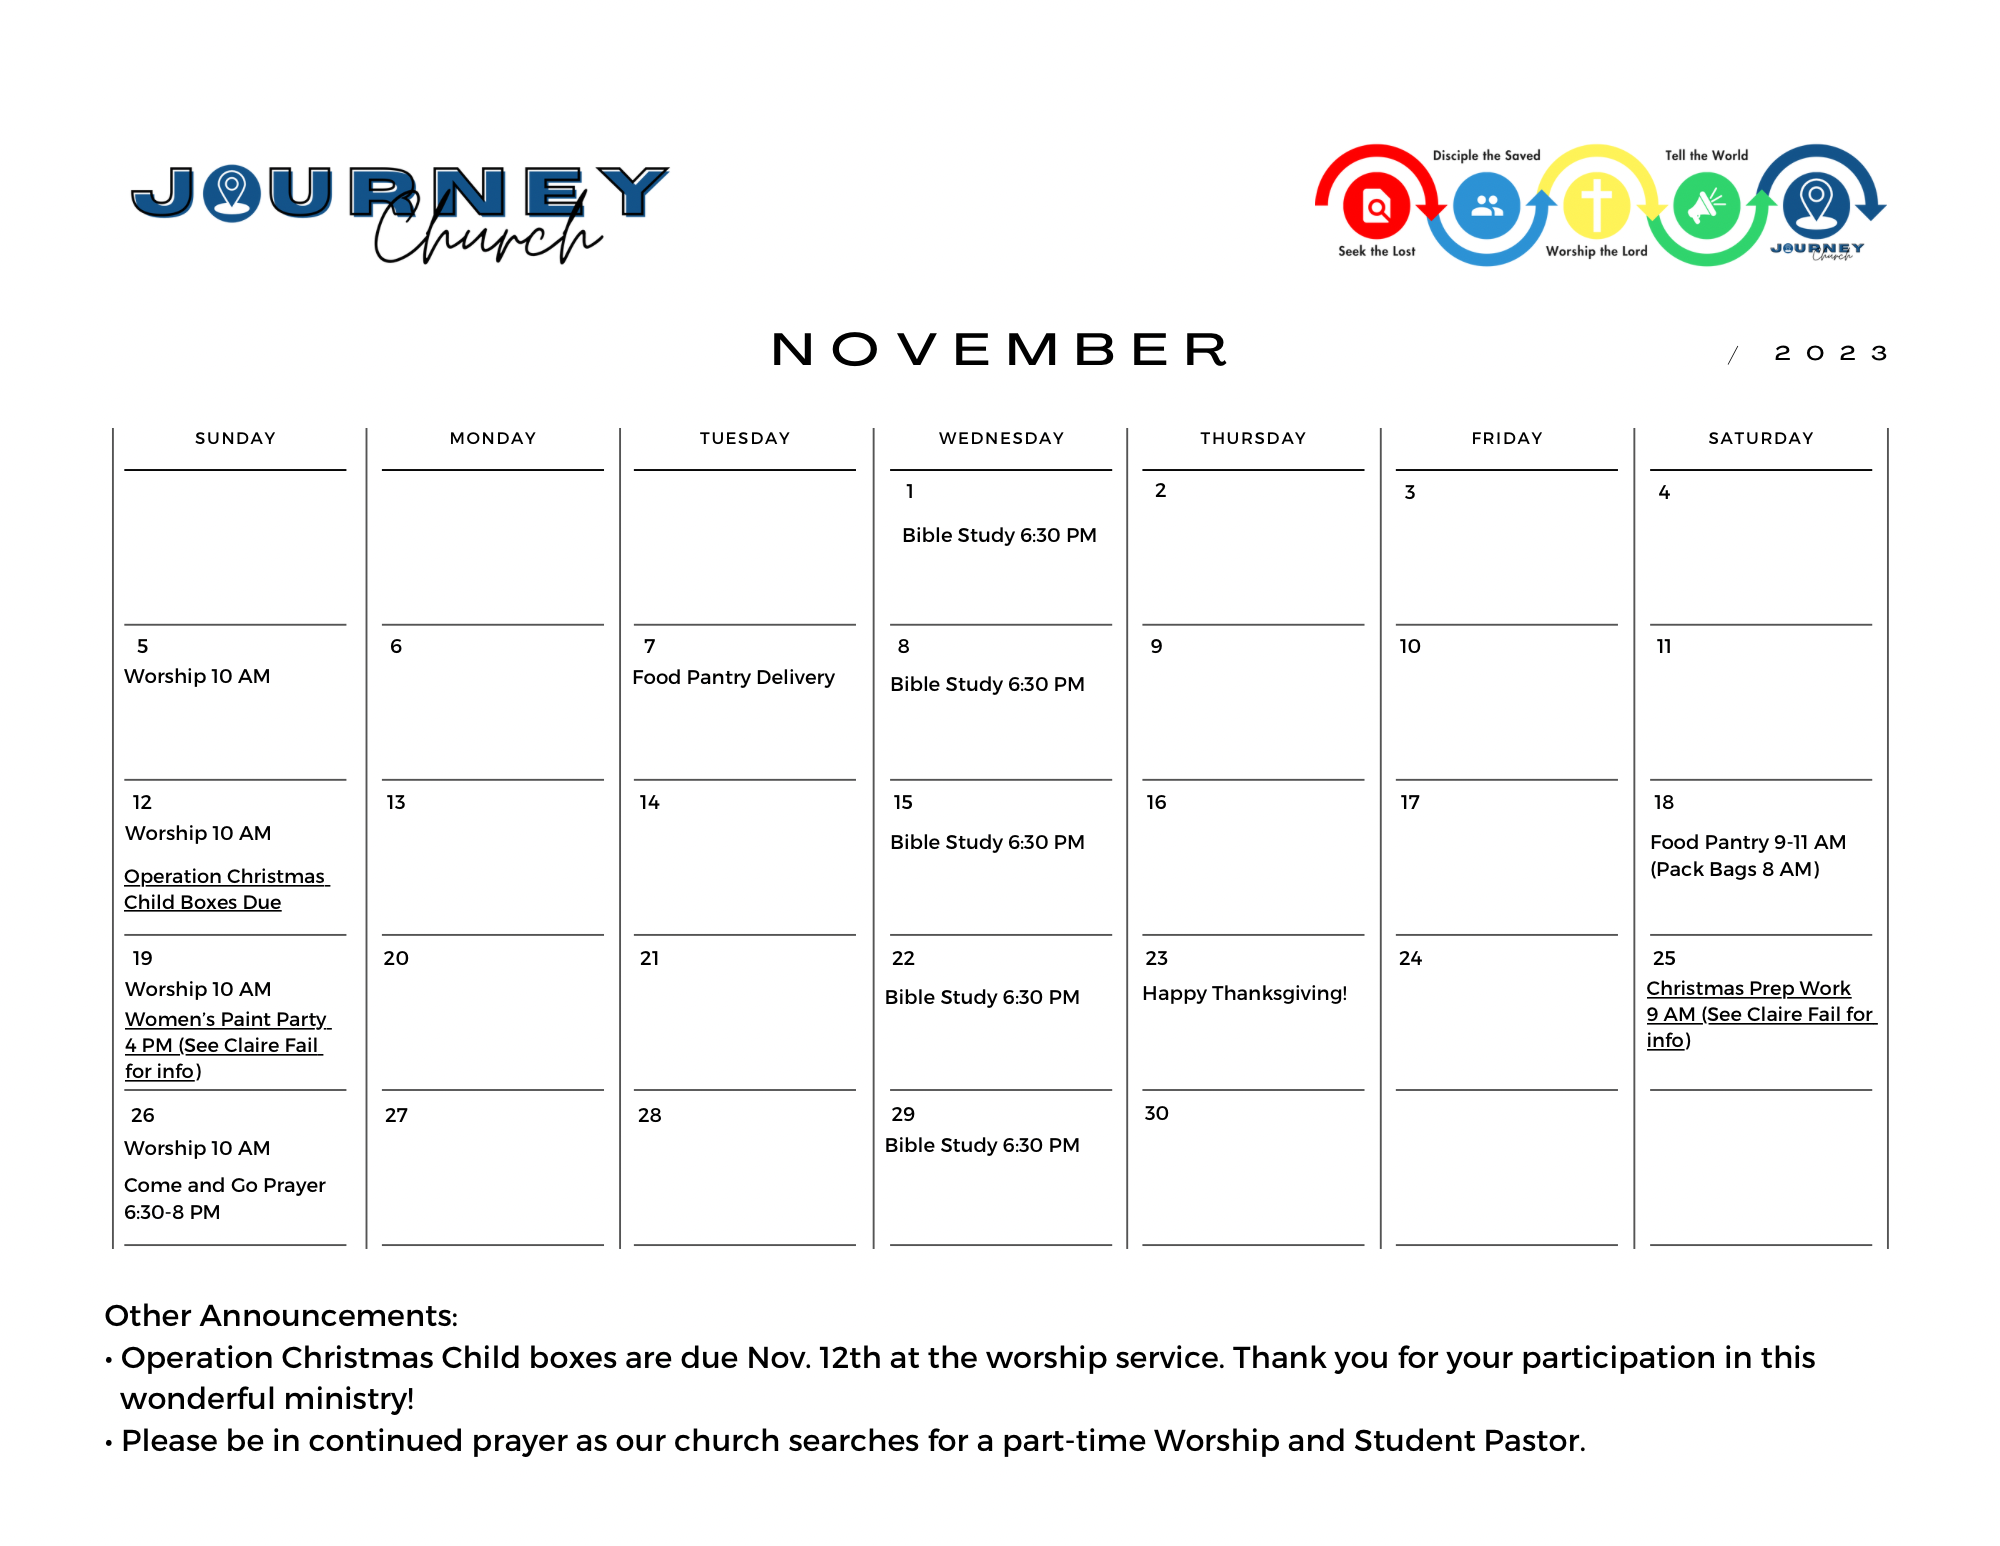 JOURNEY
Church
Disciple the Saved
Tell the World
Seek the Lost
Worship the Lord
JOURNEY
Church
NOVEMBER
/ 2023
SUNDAY MONDAY TUESDAY WEDNESDAY THURSDAY FRIDAY SATURDAY
1 2 3 4
Bible Study 6:30 PM
5 6 7 8 9 10 11
Worship 10 AM Food Pantry Delivery Bible Study 6:30 PM
12 13 14 15 16 17 18
Worship 10 AM Bible Study 6:30 PM Food Pantry 9-11 AM
(Pack Bags 8 AM)
Operation Christmas
Child Boxes Due
19 20 21 22 23 24 25
Worship 10 AM Bible Study 6:30 PM Happy Thanksgiving! Christmas Prep Work
Women's Paint Party 9 AM (See Claire Fail for
4 PM (See Claire Fail info)
for info)
26 27 28 29 30
Worship 10 AM Bible Study 6:30 PM
Come and Go Prayer
6:30-8 PM
Other Announcements:
• Operation Christmas Child boxes are due Nov. 12th at the worship service. Thank you for your participation in this
wonderful ministry!
• Please be in continued prayer as our church searches for a part-time Worship and Student Pastor.